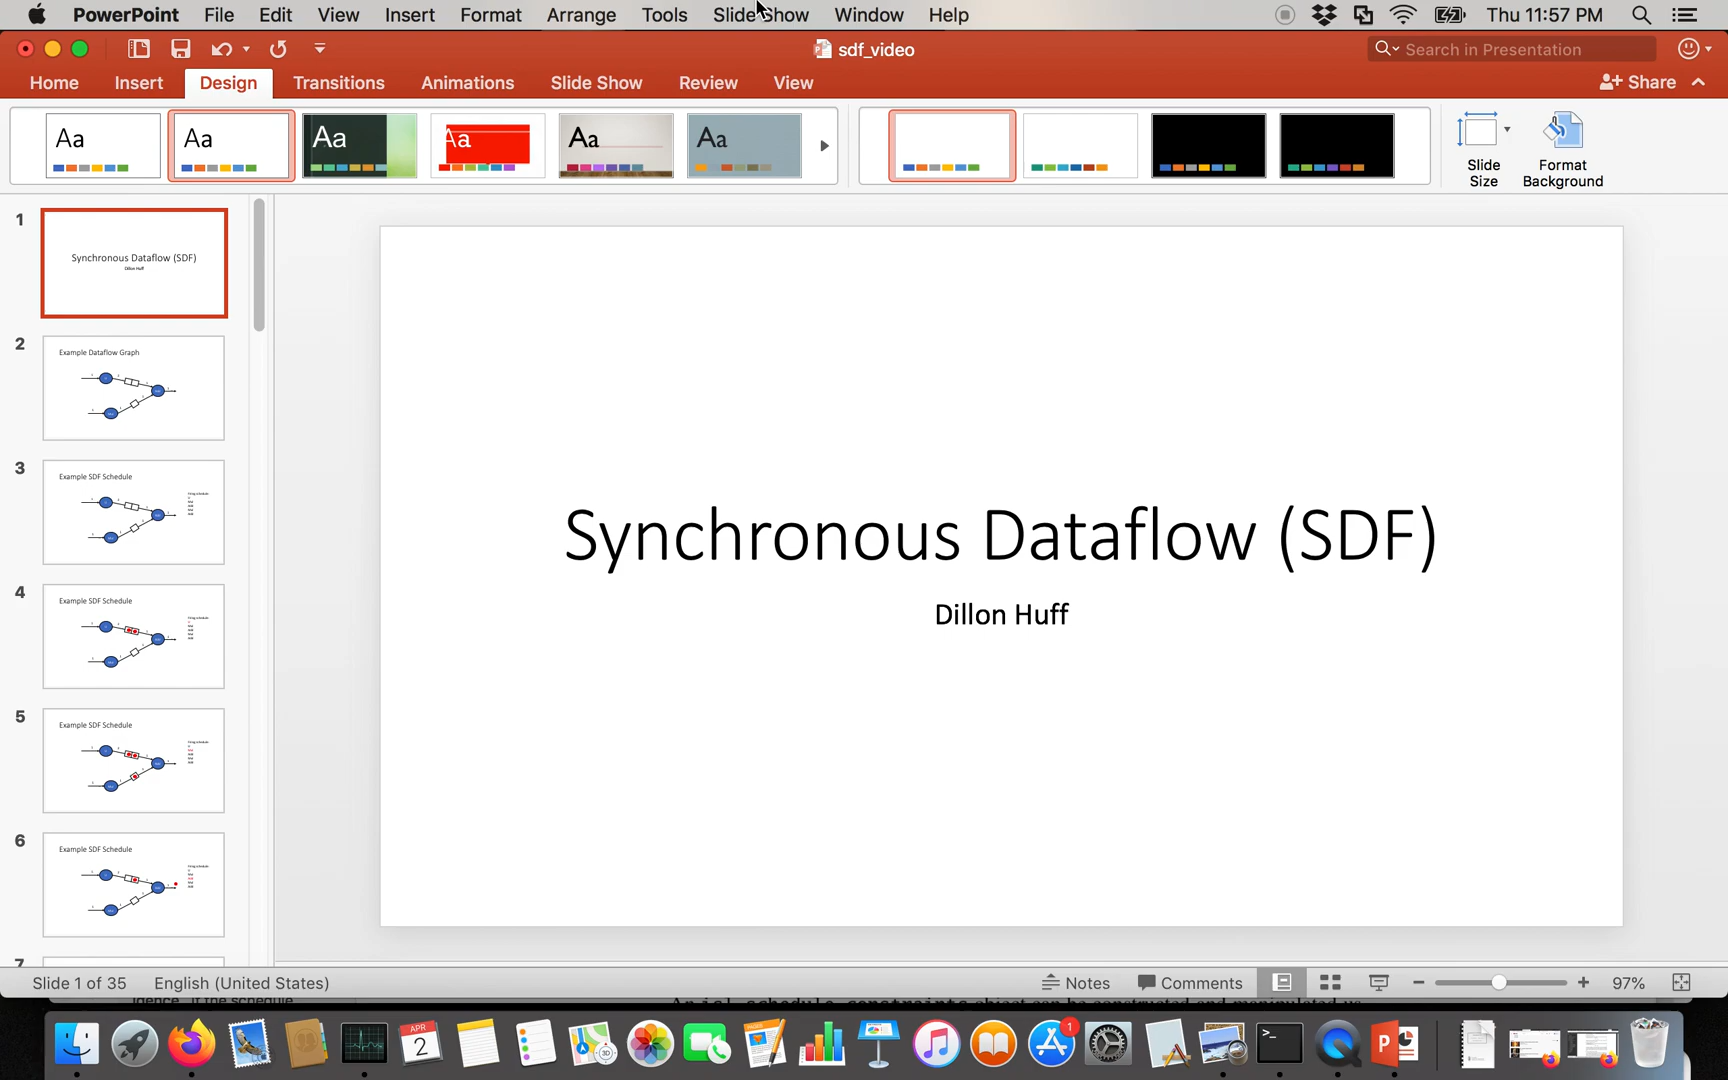 PowerPoint File Edit View Insert Format Arrange Tools Slide Show Window Help Thu 11:57 PM
sdf_video
Search in Presentation
Home Insert Design Transitions Animations Slide Show Review View Share
Aa Aa Aa Aa Aa Aa
Slide Size
Format Background
1
Synchronous Dataflow (SDF)
Dillon Huff
2
Example Dataflow Graph
3
Example SDF Schedule
4
Example SDF Schedule
5
Example SDF Schedule
6
Example SDF Schedule
7
Synchronous Dataflow (SDF)
Dillon Huff
Slide 1 of 35 English (United States) Notes Comments 97%
APR
2
1